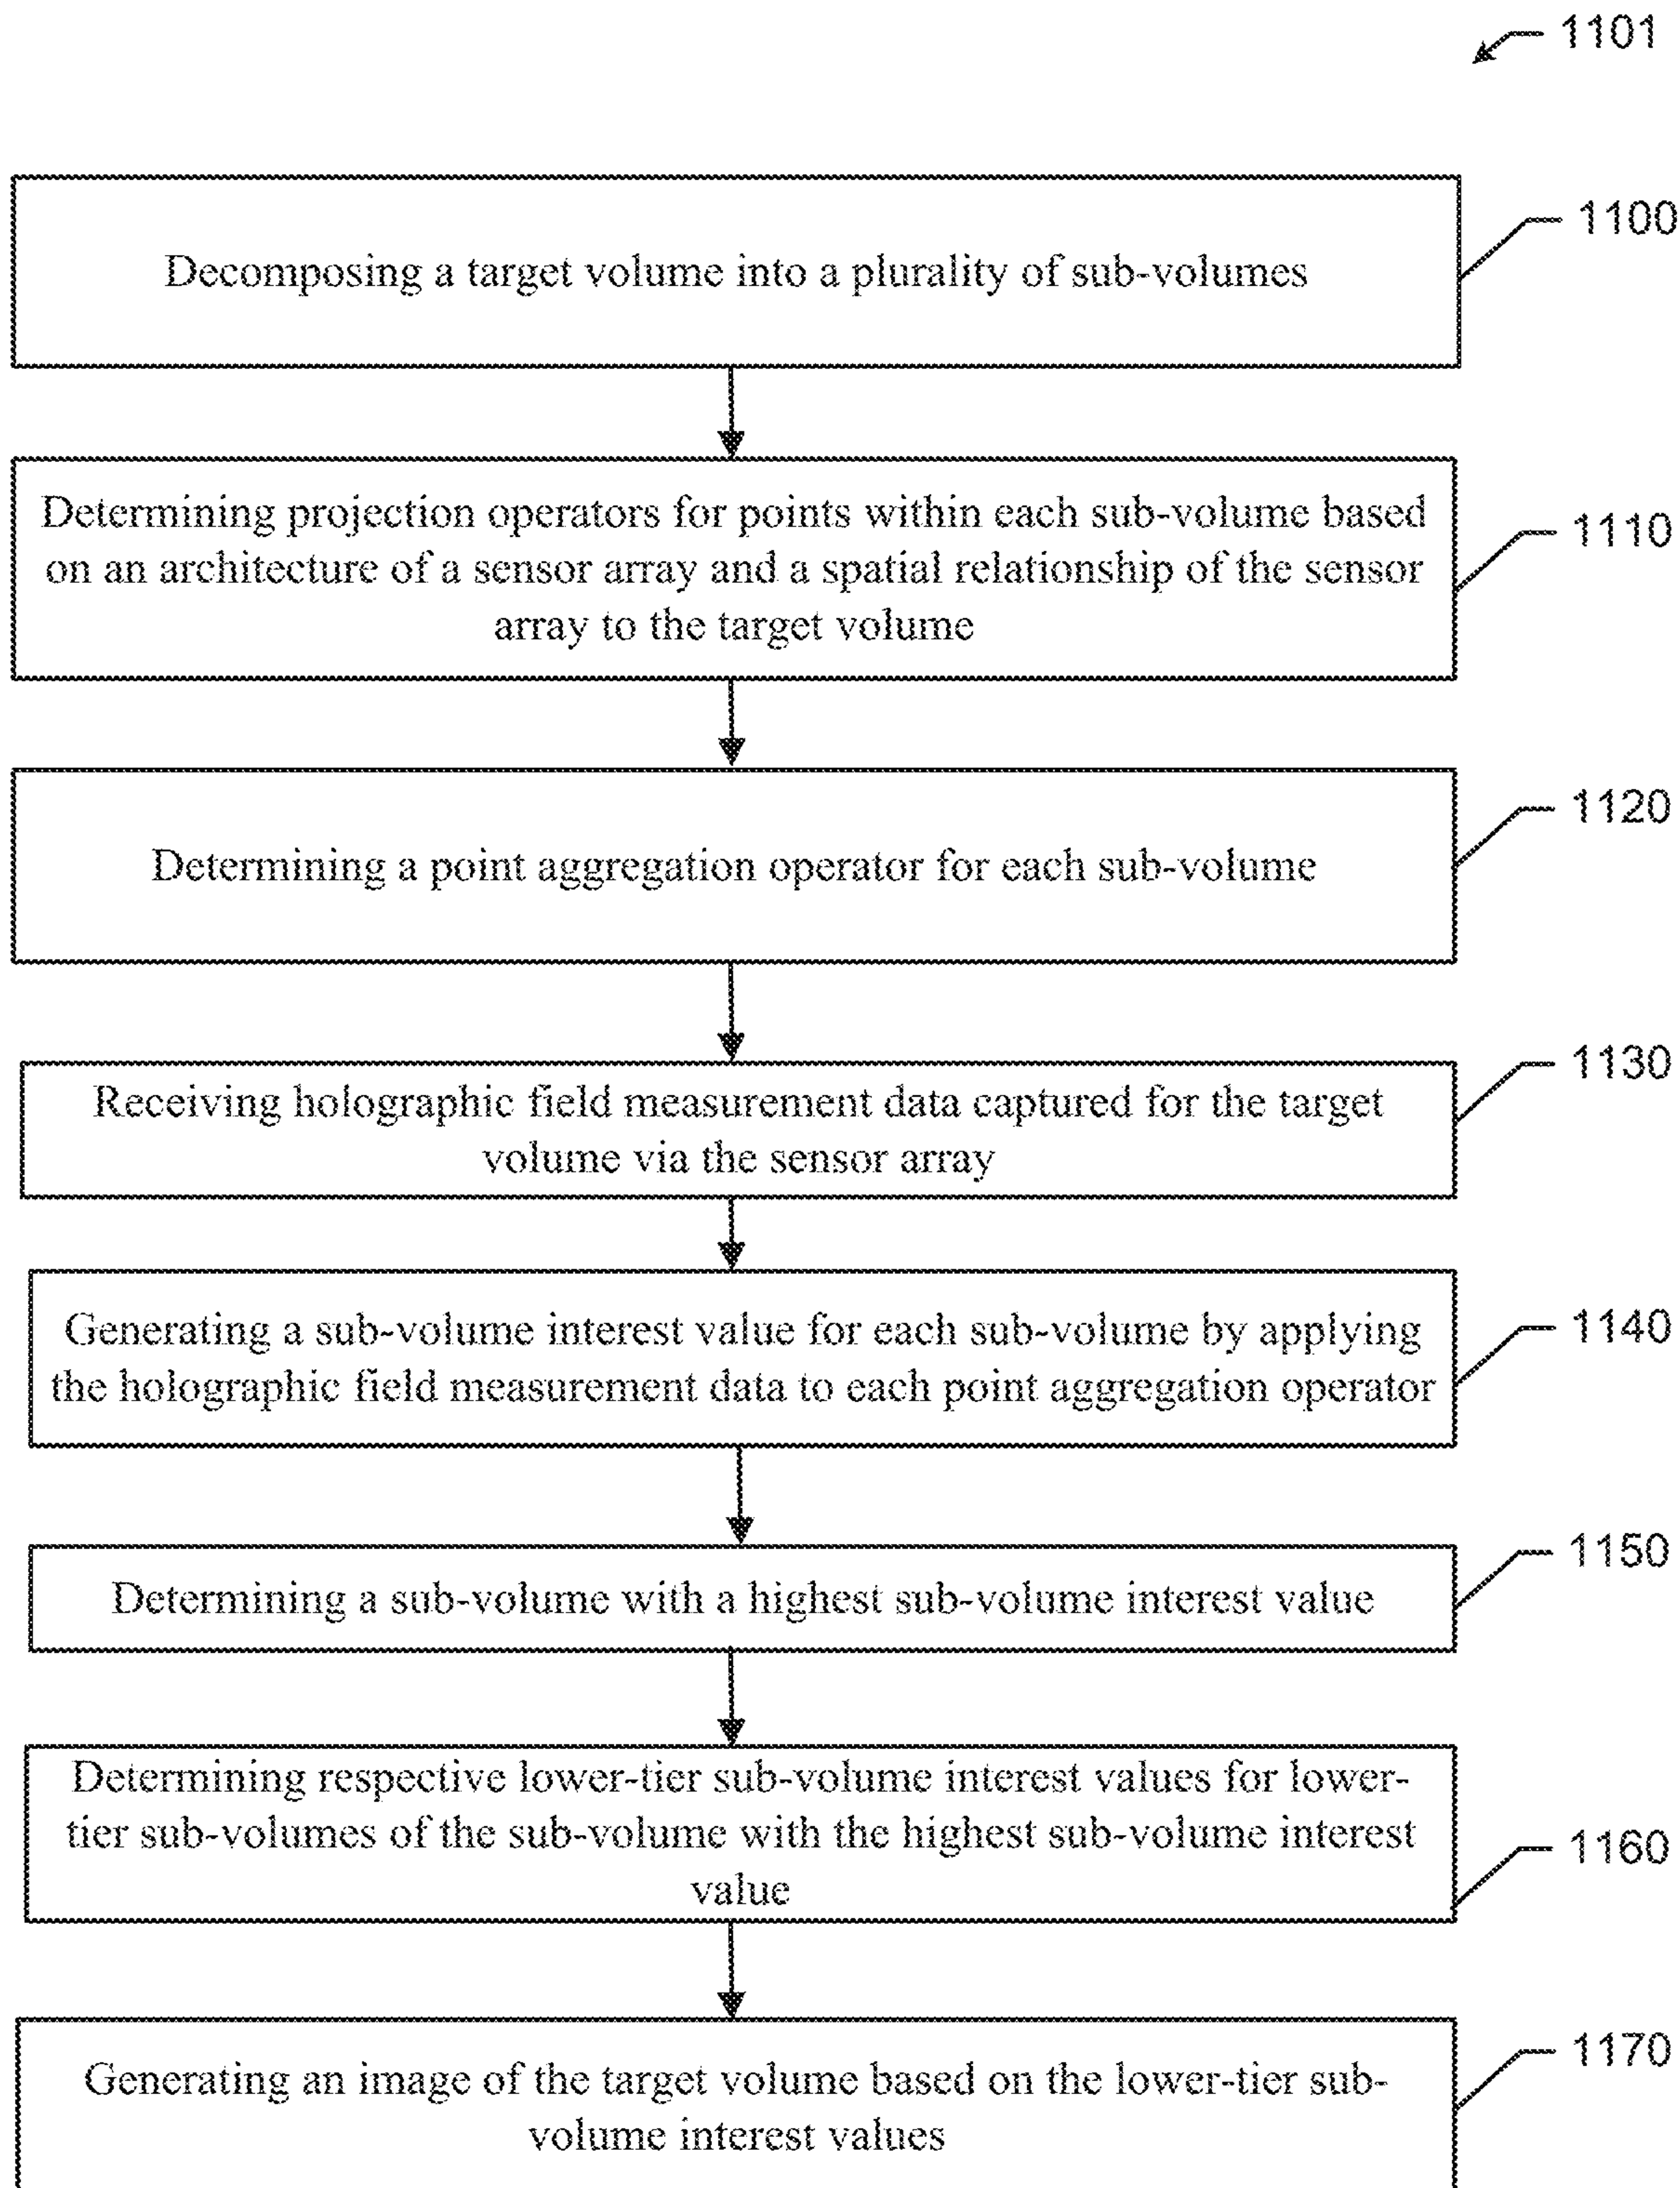 1101
1100
Decomposing a target volume into a plurality of sub-volumes
Determining projection operators for points within each sub-volume based
on an architecture of a sensor array and a spatial relationship of the sensor
array to the target volume
1110
1120
Determining a point aggregation operator for each sub-volume
1130
Receiving holographic field measurement data captured for the target
volume via the sensor array
1140
Generating a sub-volume interest value for each sub-volume by applying
the holographic field measurement data to each point aggregation operator
1150
Determining a sub-volume with a highest sub-volume interest value
Determining respective lower-tier sub-volume interest values for lower-
tier sub-volumes of the sub-volume with the highest sub-volume interest
value
1160
1170
Generating an image of the target volume based on the lower-tier sub-
volume interest values